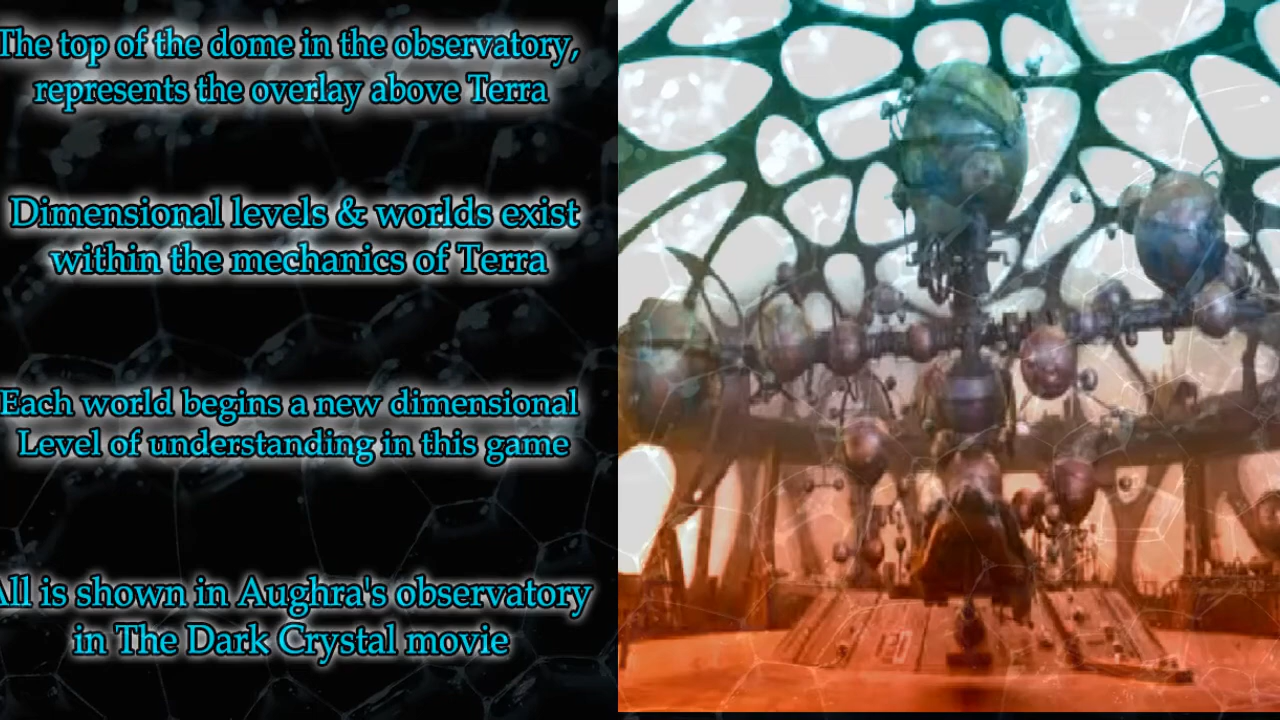 The top of the dome in the observatory,
represents the overlay above Terra
Dimensional levels & worlds exist
within the mechanics of Terra
Each world begins a new dimensional
Level of understanding in this game
All is shown in Aughra's observatory
in The Dark Crystal movie